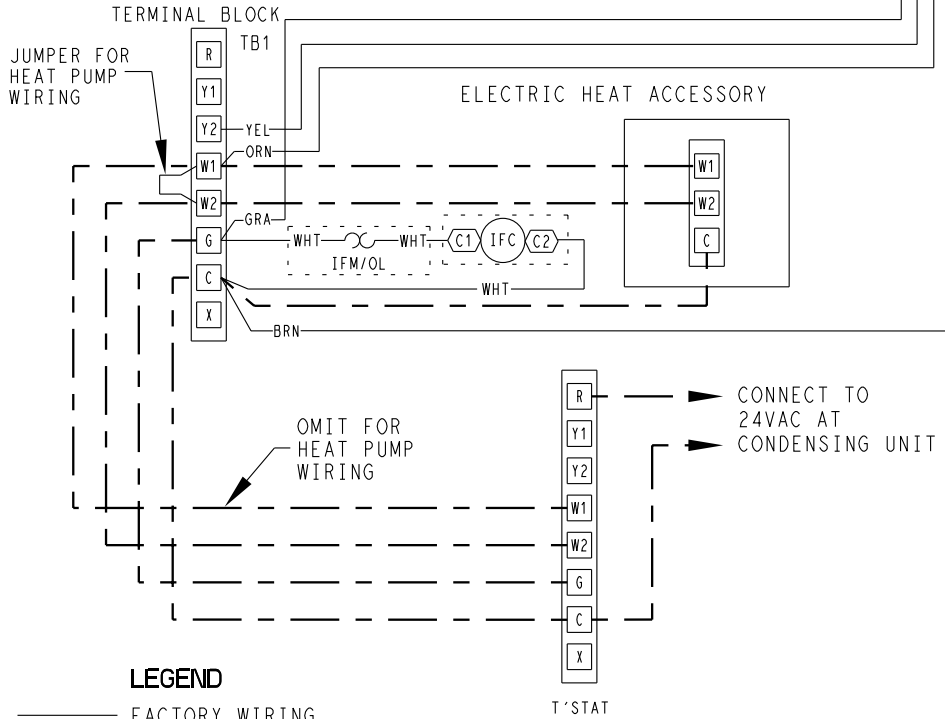 TERMINAL BLOCK
TB1
JUMPER FOR
HEAT PUMP
WIRING
R
Y1
Y2
W1
W2
G
C
X
YEL
ORN
GRA
WHT
WHT
IFM/OL
C1
IFC
C2
WHT
BRN
ELECTRIC HEAT ACCESSORY
W1
W2
C
OMIT FOR
HEAT PUMP
WIRING
R
Y1
Y2
W1
W2
G
C
X
T'STAT
CONNECT TO
24VAC AT
CONDENSING UNIT
LEGEND
FACTORY WIRING